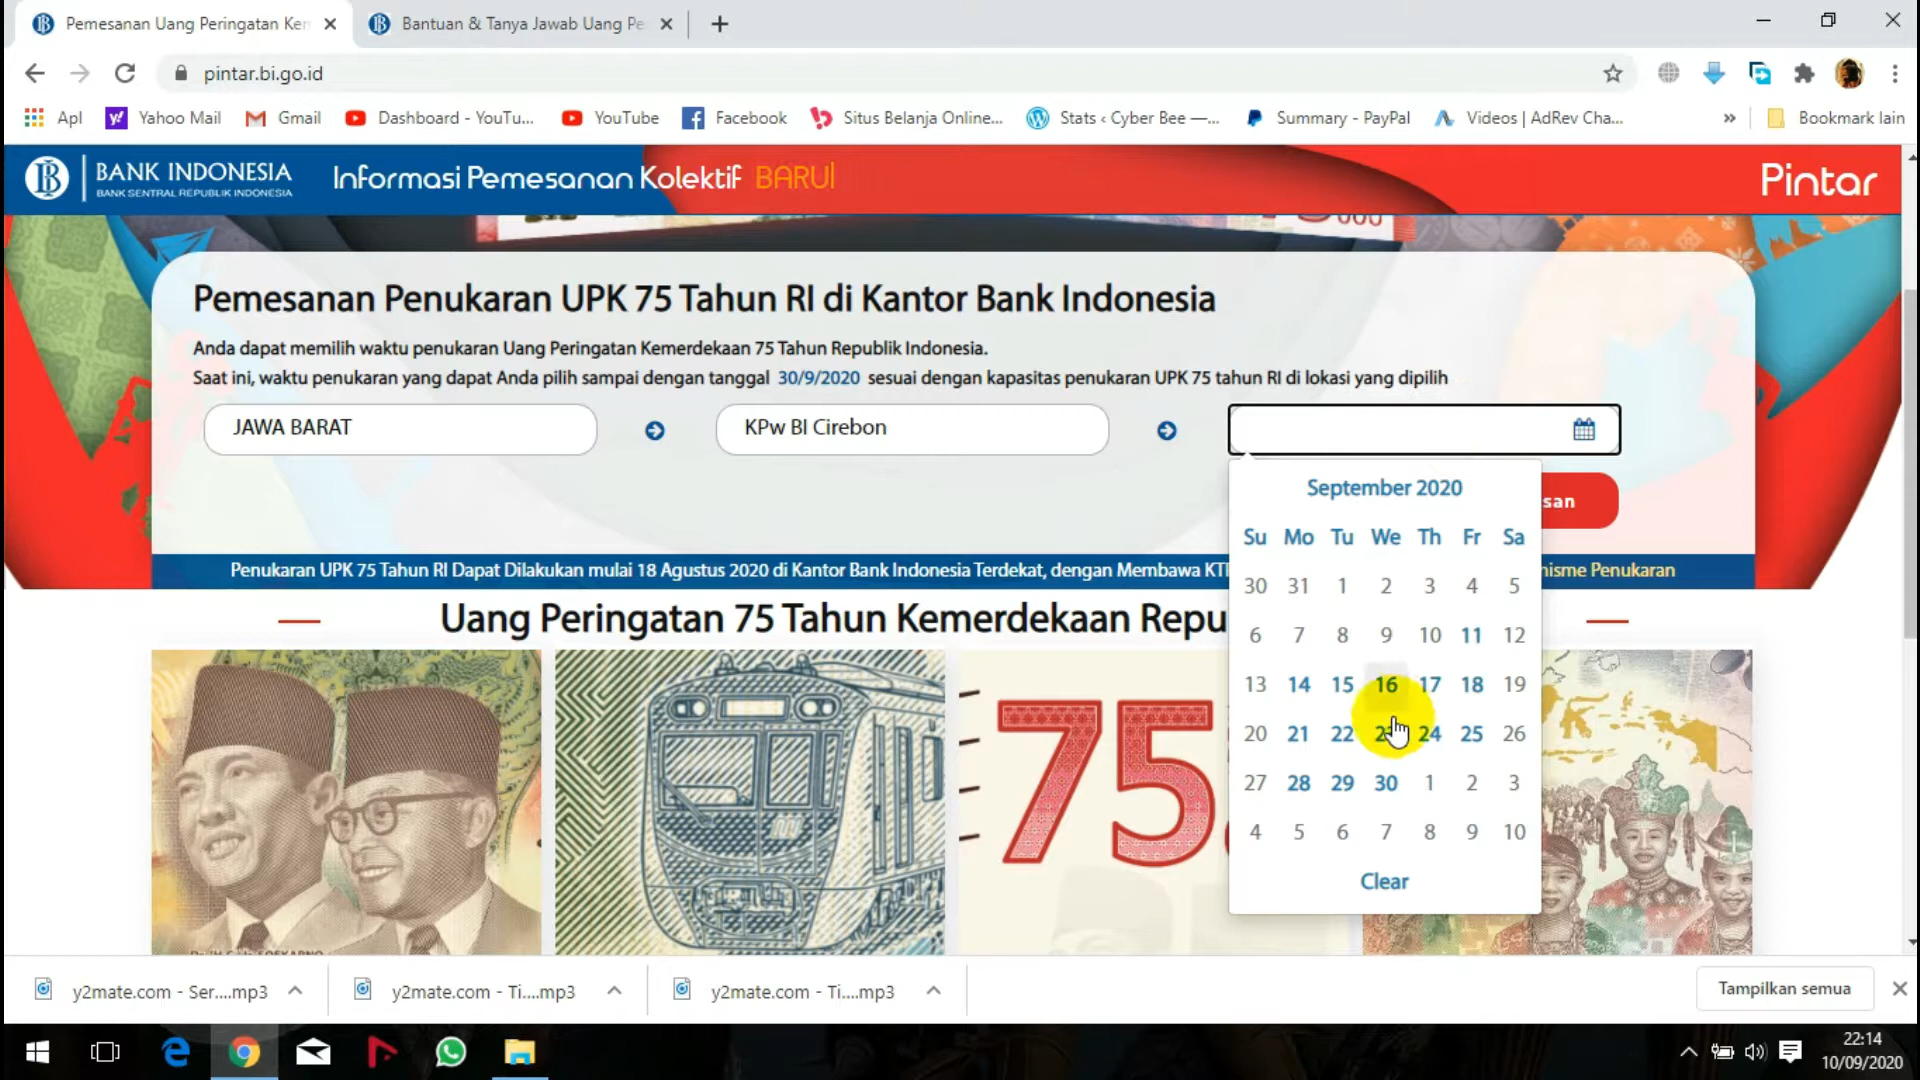 Pemesanan Uang Peringatan Ken
Bantuan & Tanya Jawab Uang Pe
pintar.bi.go.id
Apl
Yahoo Mail
Gmail
Dashboard - YouTu...
YouTube
Facebook
Situs Belanja Online...
Stats ‹ Cyber Bee —...
Summary - PayPal
Videos | AdRev Cha...
»
Bookmark lain
BANK INDONESIA
BANK SENTRAL REPUBLIK INDONESIA
Informasi Pemesanan Kolektif BARU!
Pintar
Pemesanan Penukaran UPK 75 Tahun RI di Kantor Bank Indonesia
Anda dapat memilih waktu penukaran Uang Peringatan Kemerdekaan 75 Tahun Republik Indonesia.
Saat ini, waktu penukaran yang dapat Anda pilih sampai dengan tanggal 30/9/2020 sesuai dengan kapasitas penukaran UPK 75 tahun RI di lokasi yang dipilih
JAWA BARAT
KPw BI Cirebon
September 2020
san
Su Mo Tu We Th Fr Sa
30 31 1 2 3 4 5
6 7 8 9 10 11 12
13 14 15 16 17 18 19
20 21 22 23 24 25 26
27 28 29 30 1 2 3
4 5 6 7 8 9 10
Clear
Penukaran UPK 75 Tahun RI Dapat Dilakukan mulai 18 Agustus 2020 di Kantor Bank Indonesia Terdekat, dengan Membawa KT
nisme Penukaran
Uang Peringatan 75 Tahun Kemerdekaan Repu
75
y2mate.com - Ser....mp3
y2mate.com - Ti....mp3
y2mate.com - Ti....mp3
Tampilkan semua
22:14
10/09/2020